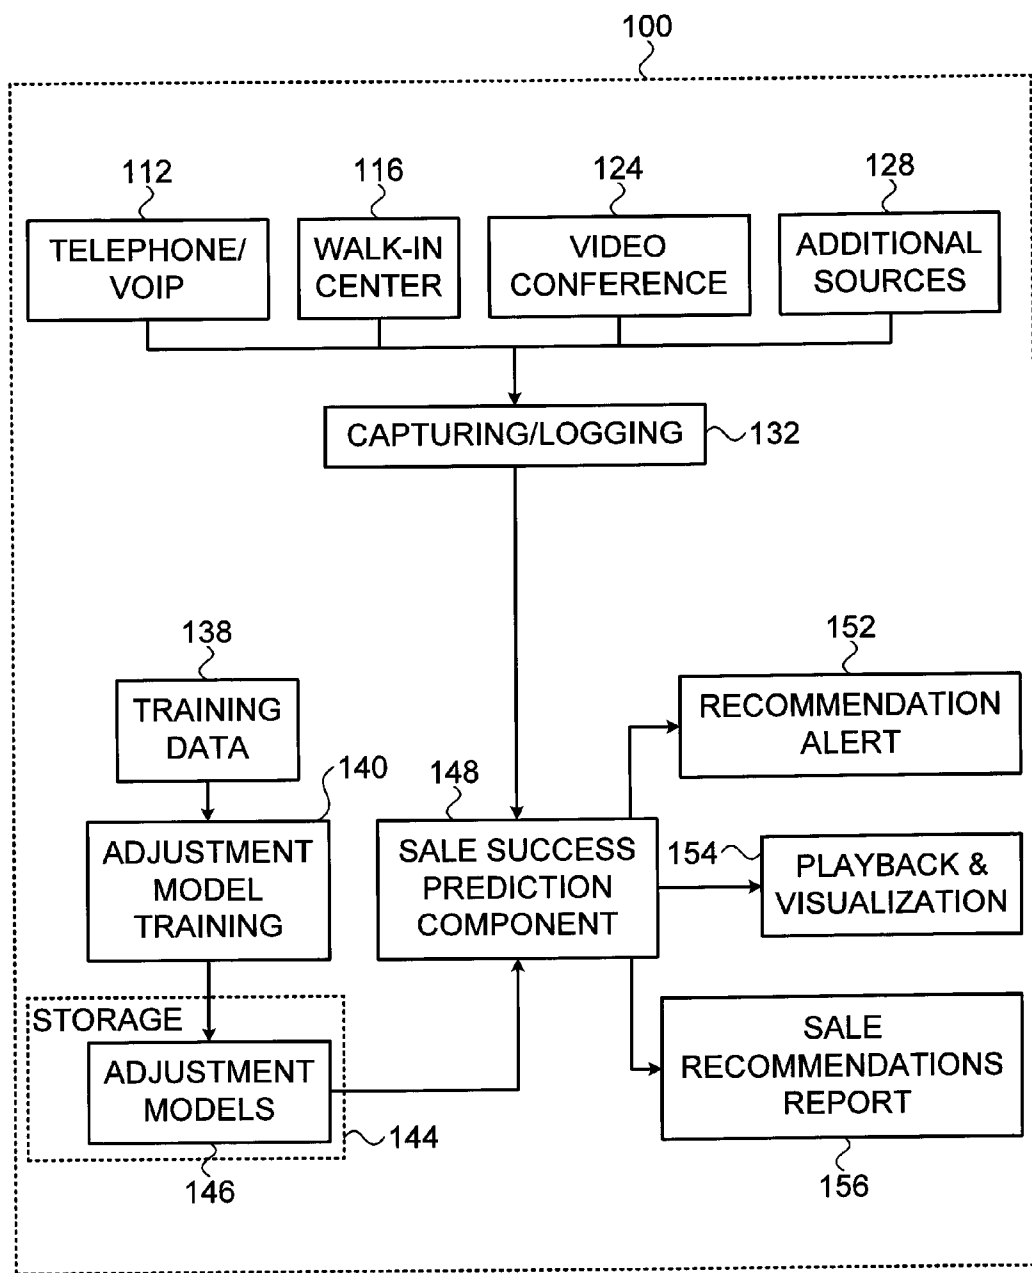 100
112
116
124
128
TELEPHONE/
VOIP
WALK-IN
CENTER
VIDEO
CONFERENCE
ADDITIONAL
SOURCES
CAPTURING/LOGGING
132
138
TRAINING
DATA
140
ADJUSTMENT
MODEL
TRAINING
STORAGE
ADJUSTMENT
MODELS
144
146
148
SALE SUCCESS
PREDICTION
COMPONENT
152
RECOMMENDATION
ALERT
154
PLAYBACK &
VISUALIZATION
SALE
RECOMMENDATIONS
REPORT
156